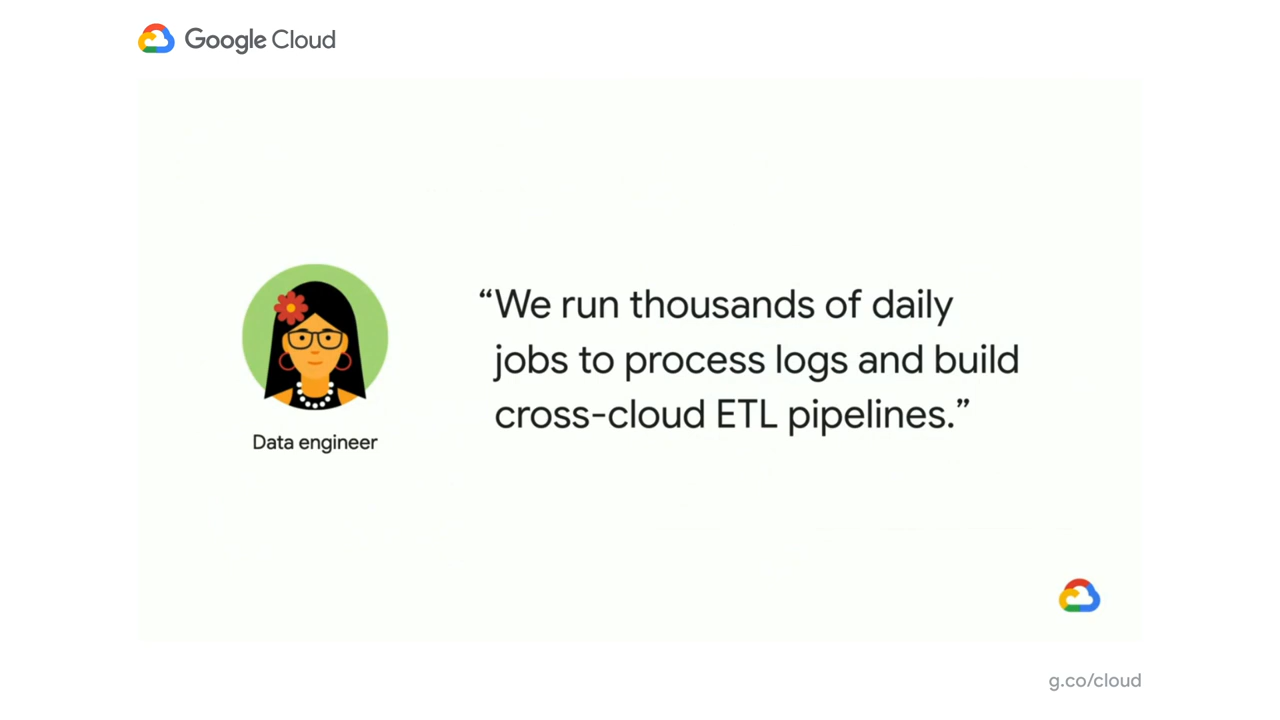 Google Cloud
“We run thousands of daily
jobs to process logs and build
cross-cloud ETL pipelines.”
Data engineer
g.co/cloud